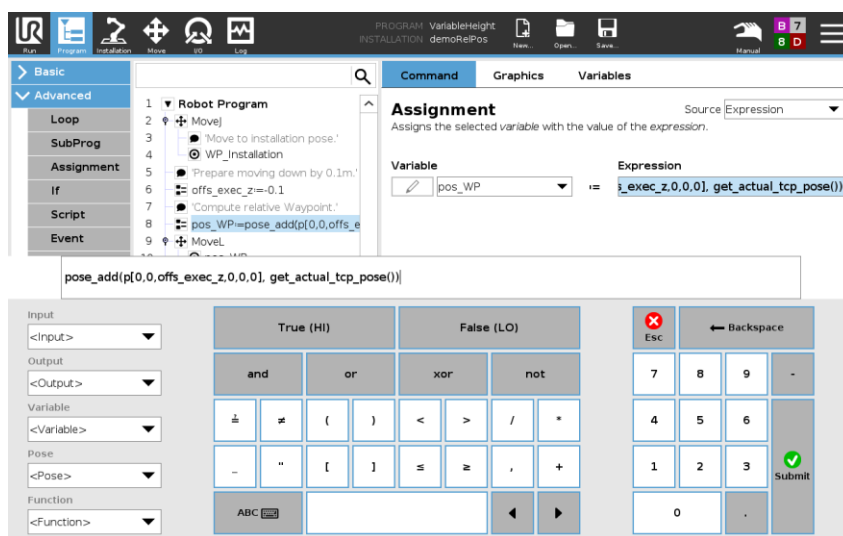 UR
PROGRAM VariableHeight
INSTALLATION demoRelPos
B 7
8 D
Run Program Installation Move I/O Log New... Open... Save... Manual
Basic
Advanced
Loop
SubProg
Assignment
If
Script
Event
1 Robot Program
2 MoveJ
3 'Move to installation pose.'
4 WP_Installation
5 'Prepare moving down by 0.1m.'
6 offs_exec_z:=-0.1
7 'Compute relative Waypoint.'
8 pos_WP:=pose_add(p[0,0,offs_e
9 MoveL
Command Graphics Variables
Assignment
Source Expression
Assigns the selected variable with the value of the expression.
Variable Expression
pos_WP := s_exec_z,0,0,0], get_actual_tcp_pose())
pose_add(p[0,0,offs_exec_z,0,0,0], get_actual_tcp_pose())
Input
<Input>
Output
<Output>
Variable
<Variable>
Pose
<Pose>
Function
<Function>
True (HI) False (LO)
and or xor not
≟ ≠ ( ) < > / *
_ " [ ] ≤ ≥ , +
ABC
Esc Backspace
7 8 9 -
4 5 6
1 2 3 Submit
0 .